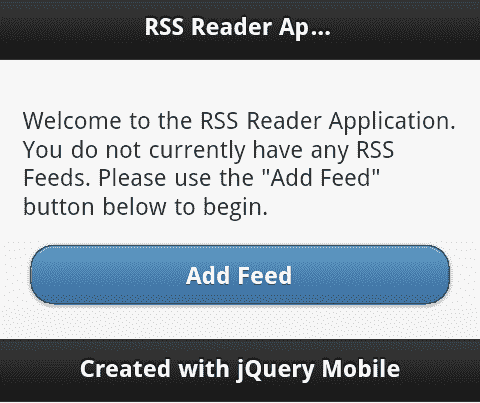 RSS Reader Ap...
Welcome to the RSS Reader Application.
You do not currently have any RSS
Feeds. Please use the "Add Feed"
button below to begin.
Add Feed
Created with jQuery Mobile